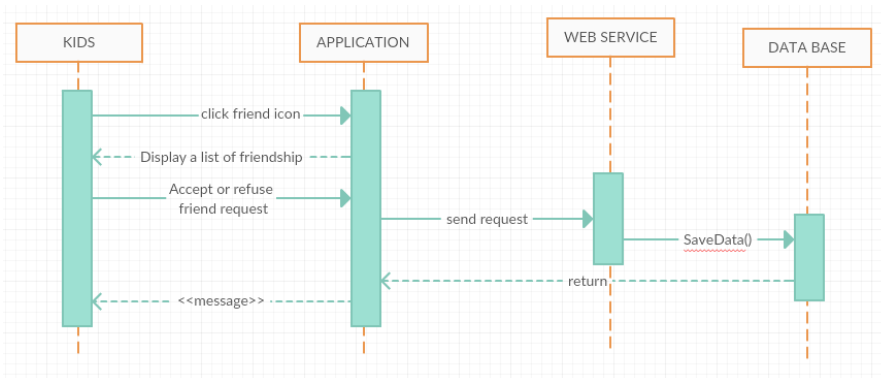 KIDS
APPLICATION
WEB SERVICE
DATA BASE
click friend icon
Display a list of friendship
Accept or refuse
friend request
send request
SaveData()
return
<<message>>